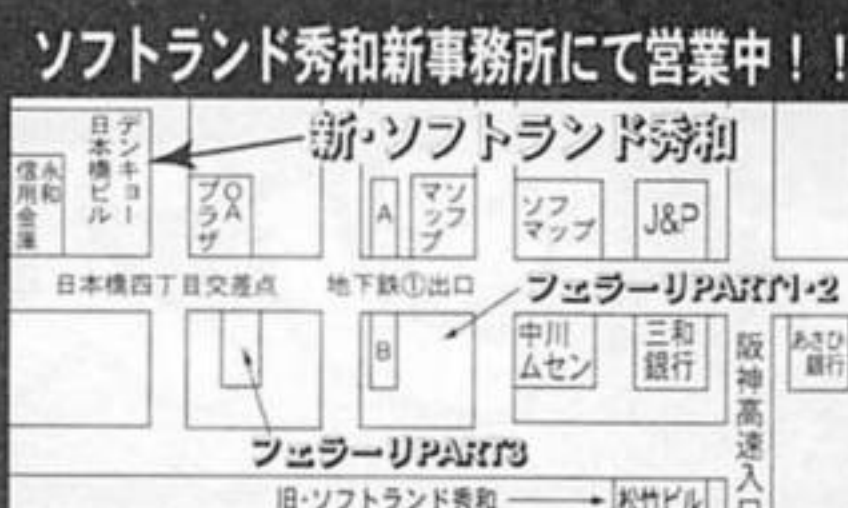 ソフトランド秀和新事務所にて営業中！！
新・ソフトランド秀和
デンキョー
日本橋ビル
永和
信用金庫
OA
プラザ
A
ソフ
マップ
ソフ
マップ
J&P
日本橋四丁目交差点
地下鉄①出口
フェラーリPART1・2
B
中川
ムセン
三和
銀行
阪神高速入口
あさひ
銀行
フェラーリPART3
旧・ソフトランド秀和
松竹ビル